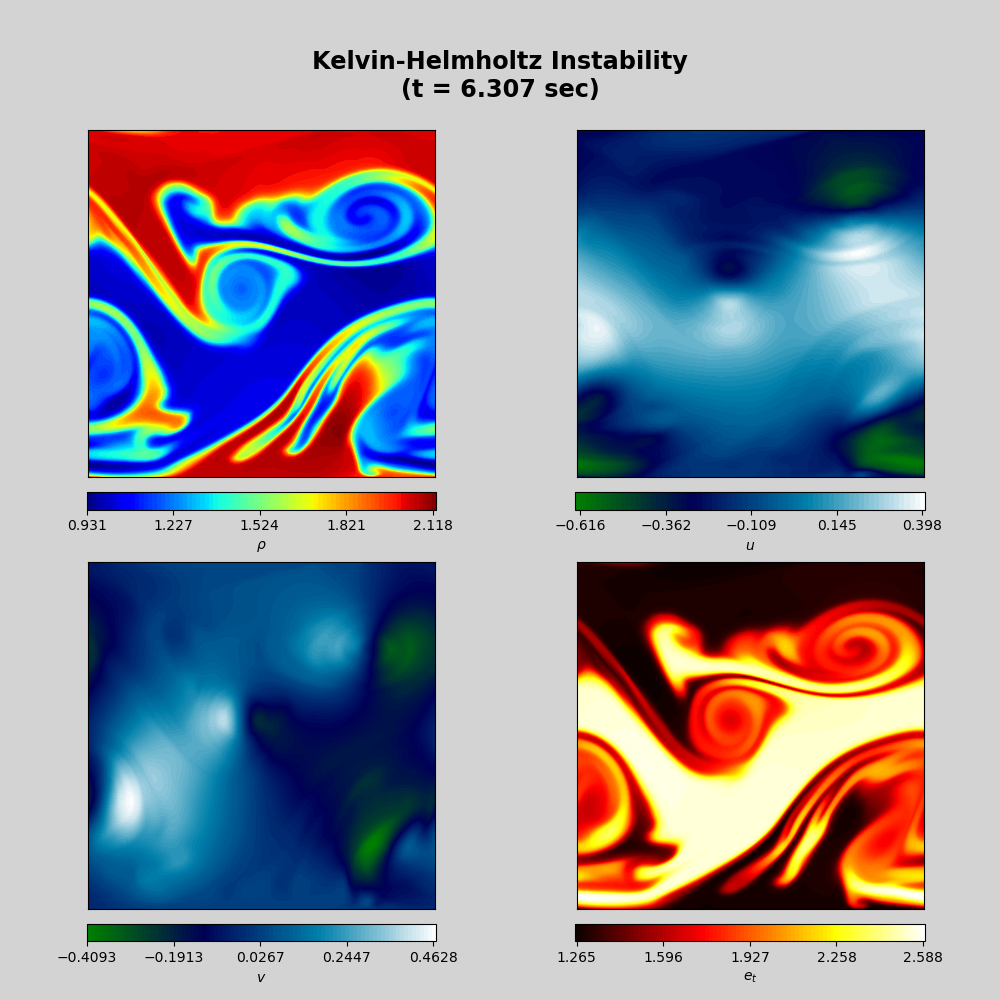 Kelvin-Helmholtz Instability
(t = 6.307 sec)
0.931 1.227 1.524 1.821 2.118
ρ
−0.616 −0.362 −0.109 0.145 0.398
u
−0.4093 −0.1913 0.0267 0.2447 0.4628
v
1.265 1.596 1.927 2.258 2.588
eₜ